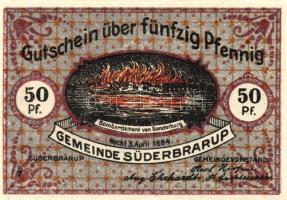 Gutschein über fünfzig Pfennig
50
Pf.
50
Pf.
Bombardement von Sonderburg
Nacht 3. April 1864.
GEMEINDE SÜDERBRARUP
SÜDERBRARUP
GEMEINDEVORSTAND